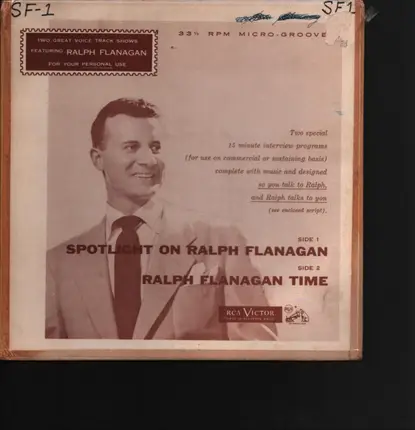 SF-1
SF1
TWO GREAT VOICE TRACK SHOWS
FEATURING RALPH FLANAGAN
FOR YOUR PERSONAL USE
33⅓ RPM MICRO-GROOVE
Two special
15 minute interview programs
(for use on commercial or sustaining basis)
complete with music and designed
so you talk to Ralph,
and Ralph talks to you
(see enclosed script).
SIDE 1
SPOTLIGHT ON RALPH FLANAGAN
SIDE 2
RALPH FLANAGAN TIME
RCA VICTOR